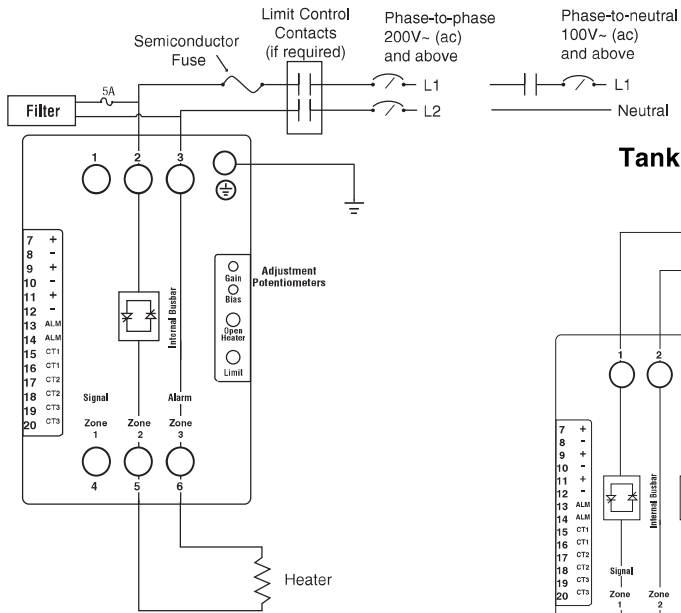 Limit Control
Contacts
(if required)
Phase-to-phase
200V~ (ac)
and above
Phase-to-neutral
100V~ (ac)
and above
Semiconductor
Fuse
5A
L1
L1
Filter
L2
Neutral
Tank
1
2
3
7 +
8 -
9 +
10 -
11 +
12 -
13 ALM
14 ALM
15 CT1
16 CT1
17 CT2
18 CT2
19 CT3
20 CT3
Internal Busbar
Gain
Bias
Open
Heater
Limit
Adjustment
Potentiometers
Signal
Alarm
Zone
1
Zone
2
Zone
3
4
5
6
Heater
1
2
7 +
8 -
9 +
10 -
11 +
12 -
13 ALM
14 ALM
15 CT1
16 CT1
17 CT2
18 CT2
19 CT3
20 CT3
Internal Busbar
Signal
Zone
1
Zone
2